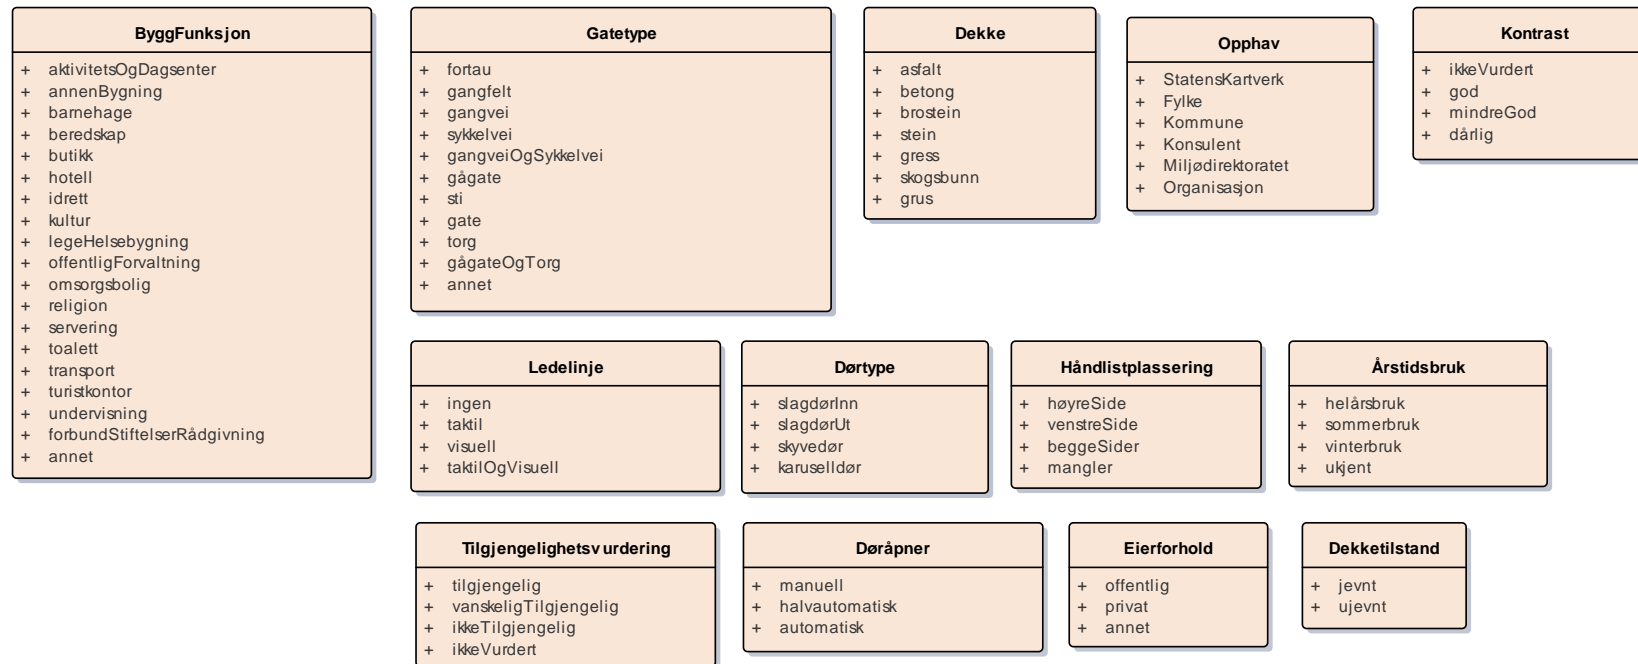 ByggFunksjon
+ aktivitetsOgDagsenter
+ annenBygning
+ barnehage
+ beredskap
+ butikk
+ hotell
+ idrett
+ kultur
+ legeHelsebygning
+ offentligForvaltning
+ omsorgsbolig
+ religion
+ servering
+ toalett
+ transport
+ turistkontor
+ undervisning
+ forbundStiftelserRådgivning
+ annet
Gatetype
+ fortau
+ gangfelt
+ gangvei
+ sykkelvei
+ gangveiOgSykkelvei
+ gågate
+ sti
+ gate
+ torg
+ gågateOgTorg
+ annet
Dekke
+ asfalt
+ betong
+ brostein
+ stein
+ gress
+ skogsbunn
+ grus
Opphav
+ StatensKartverk
+ Fylke
+ Kommune
+ Konsulent
+ Miljødirektoratet
+ Organisasjon
Kontrast
+ ikkeVurdert
+ god
+ mindreGod
+ dårlig
Ledelinje
+ ingen
+ taktil
+ visuell
+ taktilOgVisuell
Dørtype
+ slagdørInn
+ slagdørUt
+ skyvedør
+ karuselldør
Håndlistplassering
+ høyreSide
+ venstreSide
+ beggeSider
+ mangler
Årstidsbruk
+ helårsbruk
+ sommerbruk
+ vinterbruk
+ ukjent
Tilgjengelighetsvurdering
+ tilgjengelig
+ vanskeligTilgjengelig
+ ikkeTilgjengelig
+ ikkeVurdert
Døråpner
+ manuell
+ halvautomatisk
+ automatisk
Eierforhold
+ offentlig
+ privat
+ annet
Dekketilstand
+ jevnt
+ ujevnt